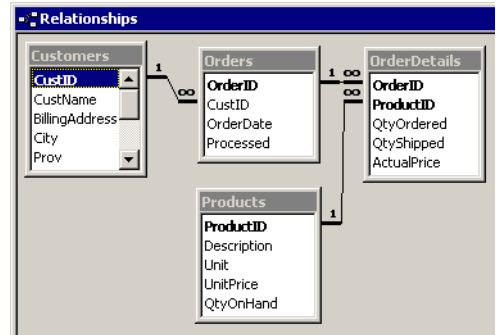 Relationships
Customers
CustID
CustName
BillingAddress
City
Prov
1
∞
Orders
OrderID
CustID
OrderDate
Processed
1 ∞
∞
OrderDetails
OrderID
ProductID
QtyOrdered
QtyShipped
ActualPrice
Products
ProductID
Description
Unit
UnitPrice
QtyOnHand
1